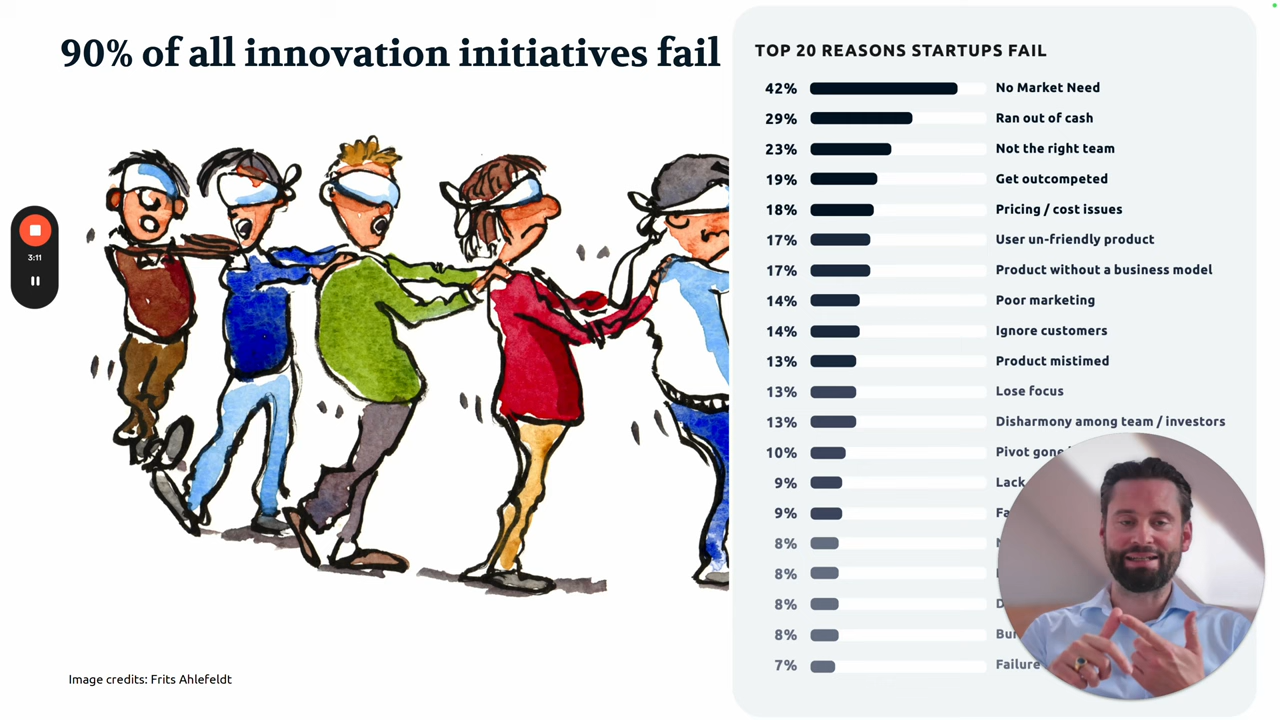 90% of all innovation initiatives fail
TOP 20 REASONS STARTUPS FAIL
42% No Market Need
29% Ran out of cash
23% Not the right team
19% Get outcompeted
18% Pricing / cost issues
17% User un-friendly product
17% Product without a business model
14% Poor marketing
14% Ignore customers
13% Product mistimed
13% Lose focus
13% Disharmony among team / investors
10% Pivot gone
9% Lack
9%
8%
8%
8%
8%
7% Failure
3:11
Image credits: Frits Ahlefeldt